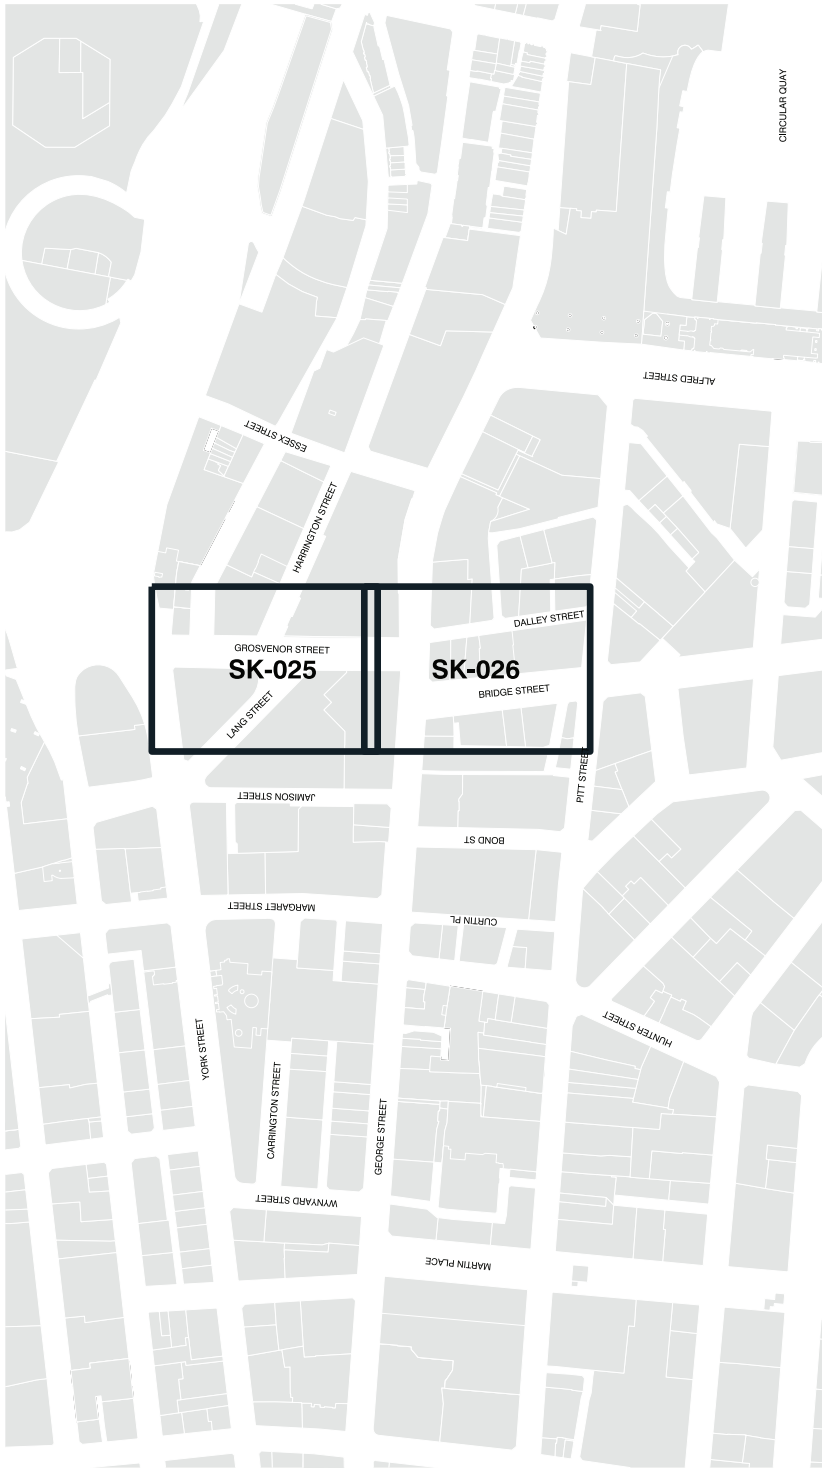 CIRCULAR QUAY
ALFRED STREET
ESSEX STREET
HARRINGTON STREET
DALLEY STREET
GROSVENOR STREET
SK-025
SK-026
BRIDGE STREET
LANG STREET
PITT STREET
JAMISON STREET
BOND ST
MARGARET STREET
CURTIN PL
HUNTER STREET
YORK STREET
CARRINGTON STREET
GEORGE STREET
WYNYARD STREET
MARTIN PLACE